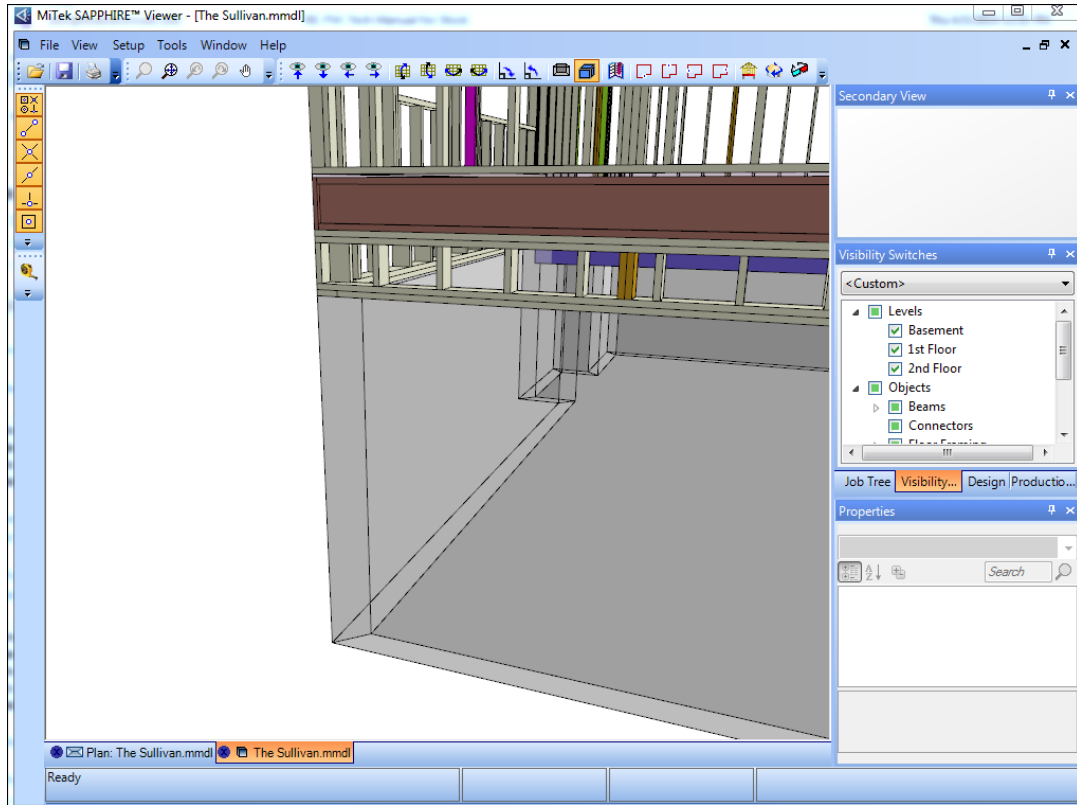 MiTek SAPPHIRE™ Viewer - [The Sullivan.mmdl]
File View Setup Tools Window Help
Secondary View
Visibility Switches
<Custom>
Levels
Basement
1st Floor
2nd Floor
Objects
Beams
Connectors
Floor Framing
Job Tree Visibility... Design Productio...
Properties
Search
Plan: The Sullivan.mmdl The Sullivan.mmdl
Ready